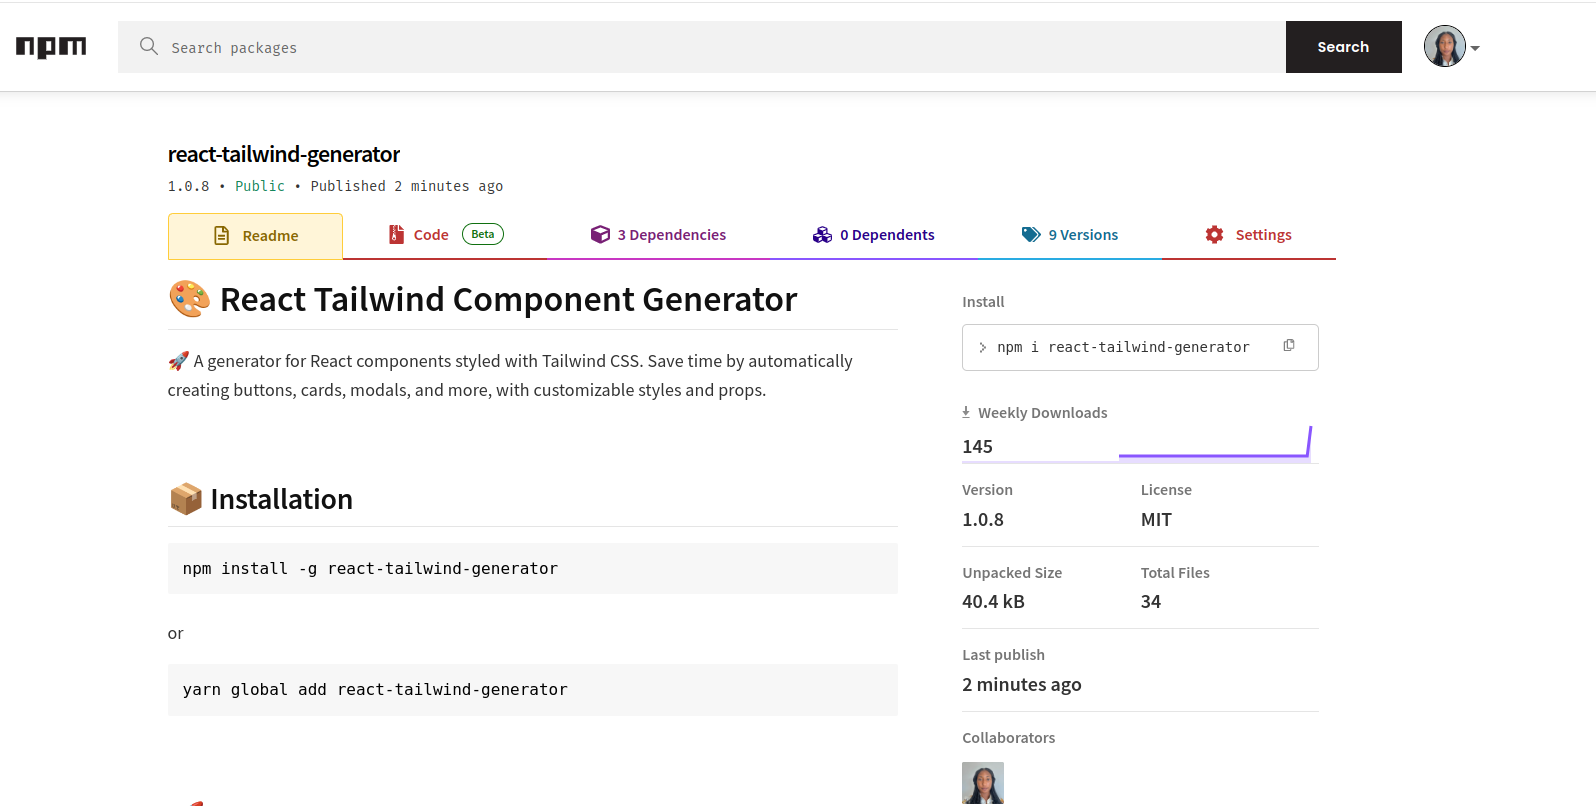 npm
Search packages
Search
react-tailwind-generator
1.0.8 • Public • Published 2 minutes ago
Readme
Code Beta
3 Dependencies
0 Dependents
9 Versions
Settings
🎨 React Tailwind Component Generator
🚀 A generator for React components styled with Tailwind CSS. Save time by automatically
creating buttons, cards, modals, and more, with customizable styles and props.
📦 Installation
npm install -g react-tailwind-generator
or
yarn global add react-tailwind-generator
Install
> npm i react-tailwind-generator
Weekly Downloads
145
Version
License
1.0.8
MIT
Unpacked Size
Total Files
40.4 kB
34
Last publish
2 minutes ago
Collaborators